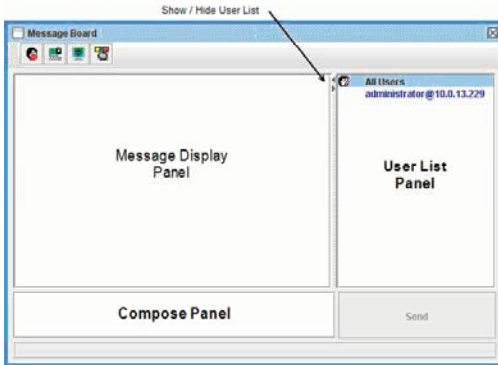 Show / Hide User List
Message Board
All Users
administrator@10.0.13.229
Message Display
Panel
User List
Panel
Compose Panel
Send